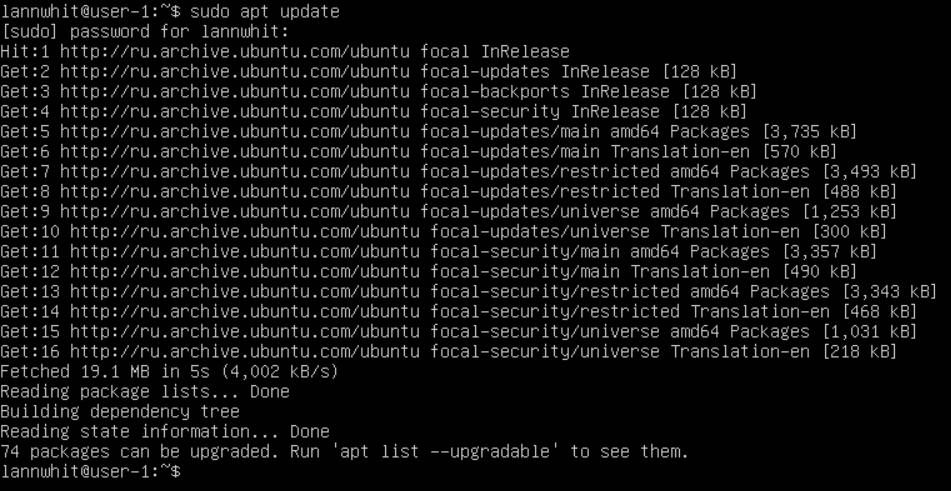 lannwhit@user-1:~$ sudo apt update
[sudo] password for lannwhit:
Hit:1 http://ru.archive.ubuntu.com/ubuntu focal InRelease
Get:2 http://ru.archive.ubuntu.com/ubuntu focal-updates InRelease [128 kB]
Get:3 http://ru.archive.ubuntu.com/ubuntu focal-backports InRelease [128 kB]
Get:4 http://ru.archive.ubuntu.com/ubuntu focal-security InRelease [128 kB]
Get:5 http://ru.archive.ubuntu.com/ubuntu focal-updates/main amd64 Packages [3,735 kB]
Get:6 http://ru.archive.ubuntu.com/ubuntu focal-updates/main Translation-en [570 kB]
Get:7 http://ru.archive.ubuntu.com/ubuntu focal-updates/restricted amd64 Packages [3,493 kB]
Get:8 http://ru.archive.ubuntu.com/ubuntu focal-updates/restricted Translation-en [488 kB]
Get:9 http://ru.archive.ubuntu.com/ubuntu focal-updates/universe amd64 Packages [1,253 kB]
Get:10 http://ru.archive.ubuntu.com/ubuntu focal-updates/universe Translation-en [300 kB]
Get:11 http://ru.archive.ubuntu.com/ubuntu focal-security/main amd64 Packages [3,357 kB]
Get:12 http://ru.archive.ubuntu.com/ubuntu focal-security/main Translation-en [490 kB]
Get:13 http://ru.archive.ubuntu.com/ubuntu focal-security/restricted amd64 Packages [3,343 kB]
Get:14 http://ru.archive.ubuntu.com/ubuntu focal-security/restricted Translation-en [468 kB]
Get:15 http://ru.archive.ubuntu.com/ubuntu focal-security/universe amd64 Packages [1,031 kB]
Get:16 http://ru.archive.ubuntu.com/ubuntu focal-security/universe Translation-en [218 kB]
Fetched 19.1 MB in 5s (4,002 kB/s)
Reading package lists... Done
Building dependency tree
Reading state information... Done
74 packages can be upgraded. Run 'apt list --upgradable' to see them.
lannwhit@user-1:~$